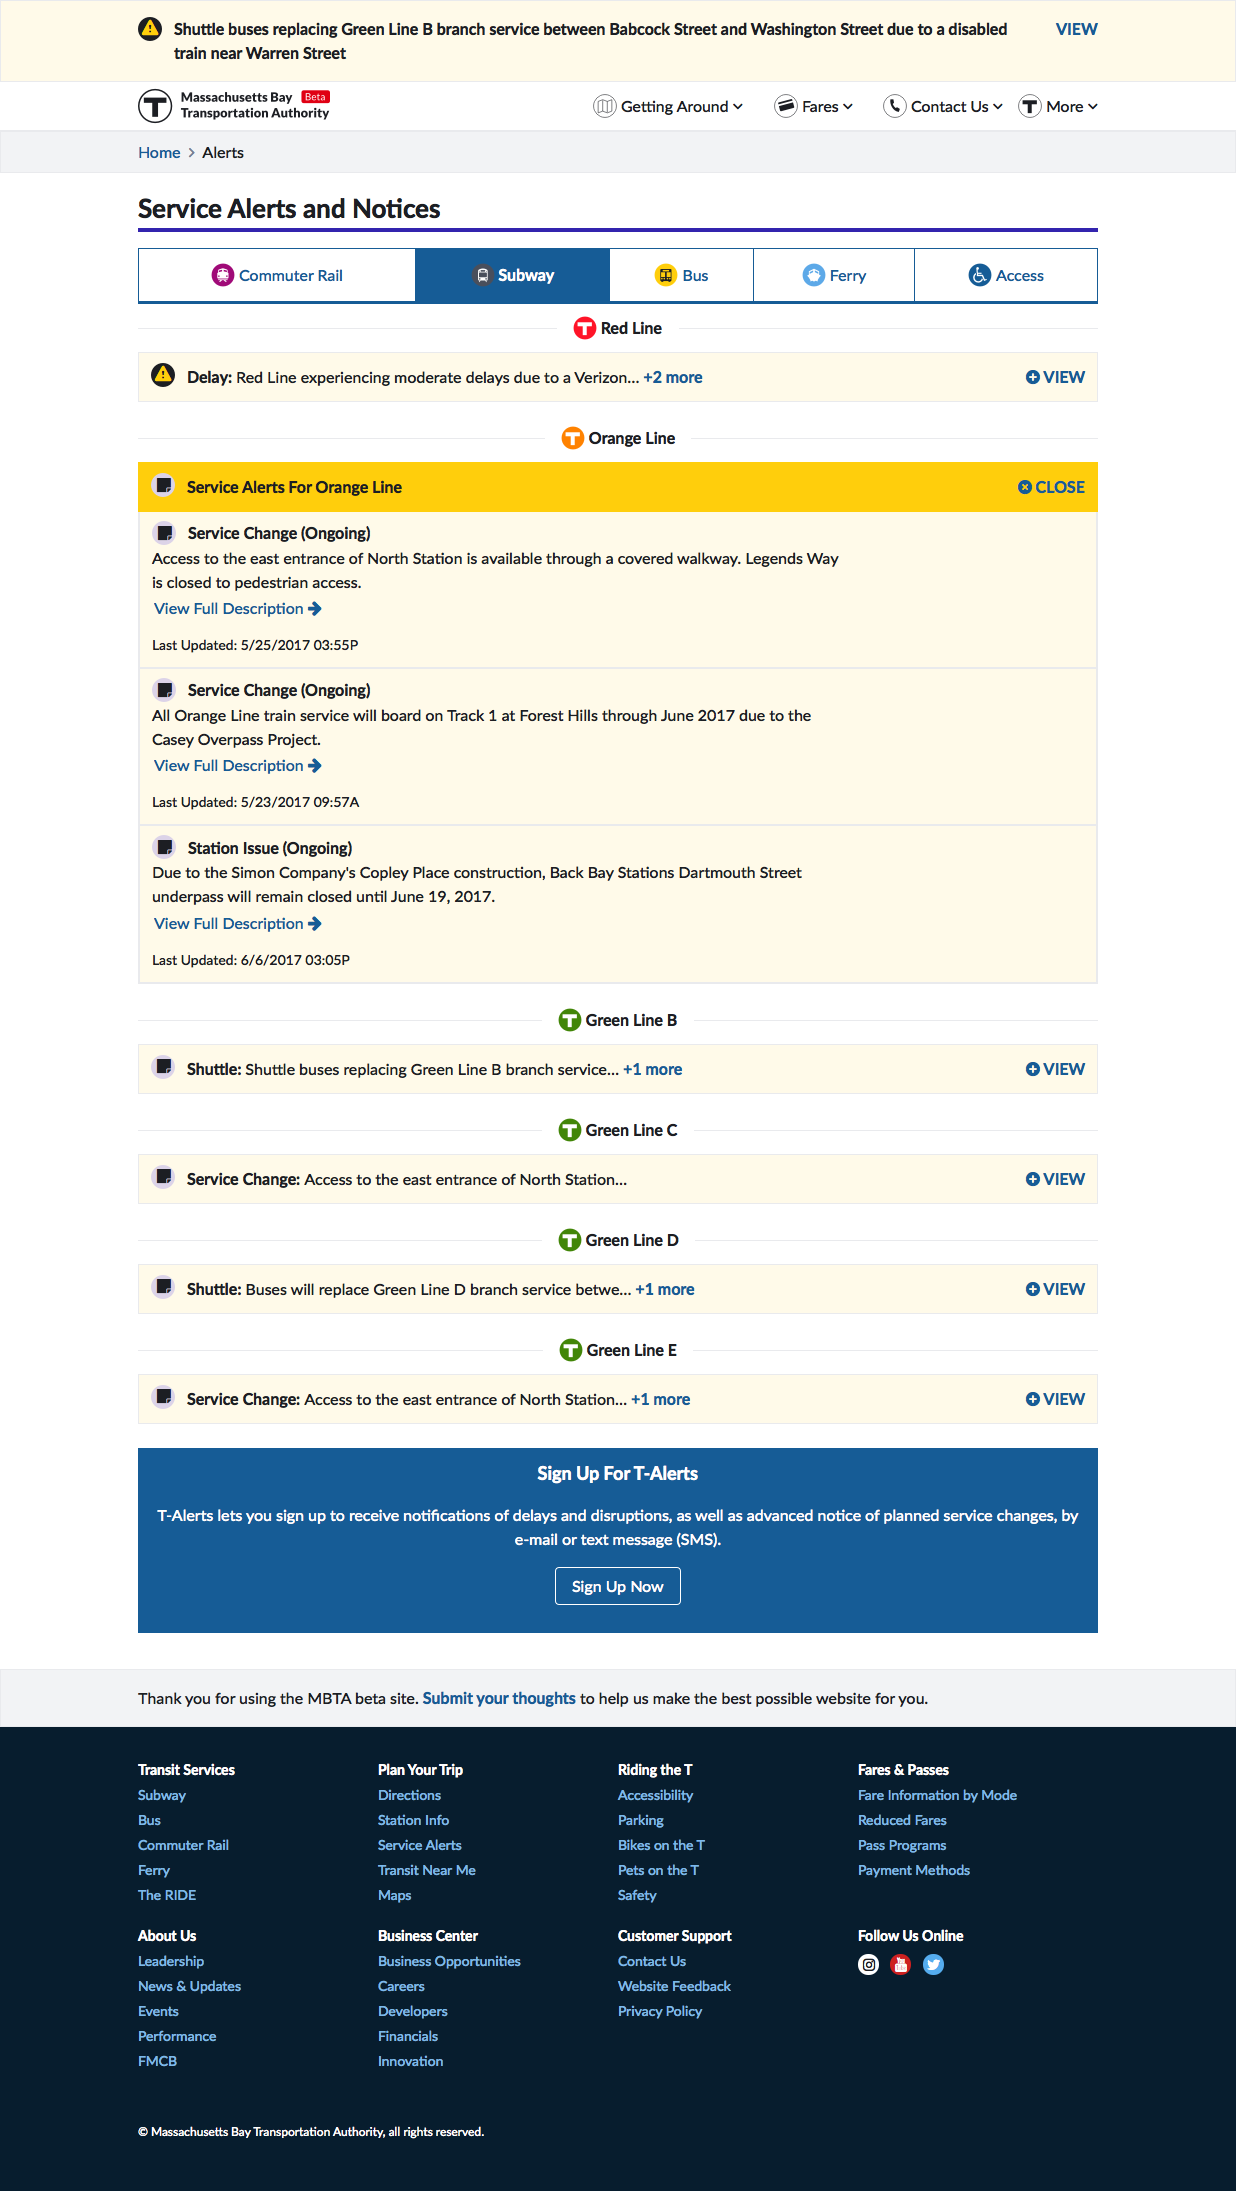 Shuttle buses replacing Green Line B branch service between Babcock Street and Washington Street due to a disabled
train near Warren Street
VIEW
Massachusetts Bay Beta
Transportation Authority
Getting Around
Fares
Contact Us
More
Home > Alerts
Service Alerts and Notices
Commuter Rail
Subway
Bus
Ferry
Access
T Red Line
Delay: Red Line experiencing moderate delays due to a Verizon... +2 more
VIEW
T Orange Line
Service Alerts For Orange Line
CLOSE
Service Change (Ongoing)
Access to the east entrance of North Station is available through a covered walkway. Legends Way
is closed to pedestrian access.
View Full Description
Last Updated: 5/25/2017 03:55P
Service Change (Ongoing)
All Orange Line train service will board on Track 1 at Forest Hills through June 2017 due to the
Casey Overpass Project.
View Full Description
Last Updated: 5/23/2017 09:57A
Station Issue (Ongoing)
Due to the Simon Company's Copley Place construction, Back Bay Stations Dartmouth Street
underpass will remain closed until June 19, 2017.
View Full Description
Last Updated: 6/6/2017 03:05P
T Green Line B
Shuttle: Shuttle buses replacing Green Line B branch service... +1 more
VIEW
T Green Line C
Service Change: Access to the east entrance of North Station...
VIEW
T Green Line D
Shuttle: Buses will replace Green Line D branch service betwe... +1 more
VIEW
T Green Line E
Service Change: Access to the east entrance of North Station... +1 more
VIEW
Sign Up For T-Alerts
T-Alerts lets you sign up to receive notifications of delays and disruptions, as well as advanced notice of planned service changes, by
e-mail or text message (SMS).
Sign Up Now
Thank you for using the MBTA beta site. Submit your thoughts to help us make the best possible website for you.
Transit Services
Subway
Bus
Commuter Rail
Ferry
The RIDE
Plan Your Trip
Directions
Station Info
Service Alerts
Transit Near Me
Maps
Riding the T
Accessibility
Parking
Bikes on the T
Pets on the T
Safety
Fares & Passes
Fare Information by Mode
Reduced Fares
Pass Programs
Payment Methods
About Us
Leadership
News & Updates
Events
Performance
FMCB
Business Center
Business Opportunities
Careers
Developers
Financials
Innovation
Customer Support
Contact Us
Website Feedback
Privacy Policy
Follow Us Online
© Massachusetts Bay Transportation Authority, all rights reserved.